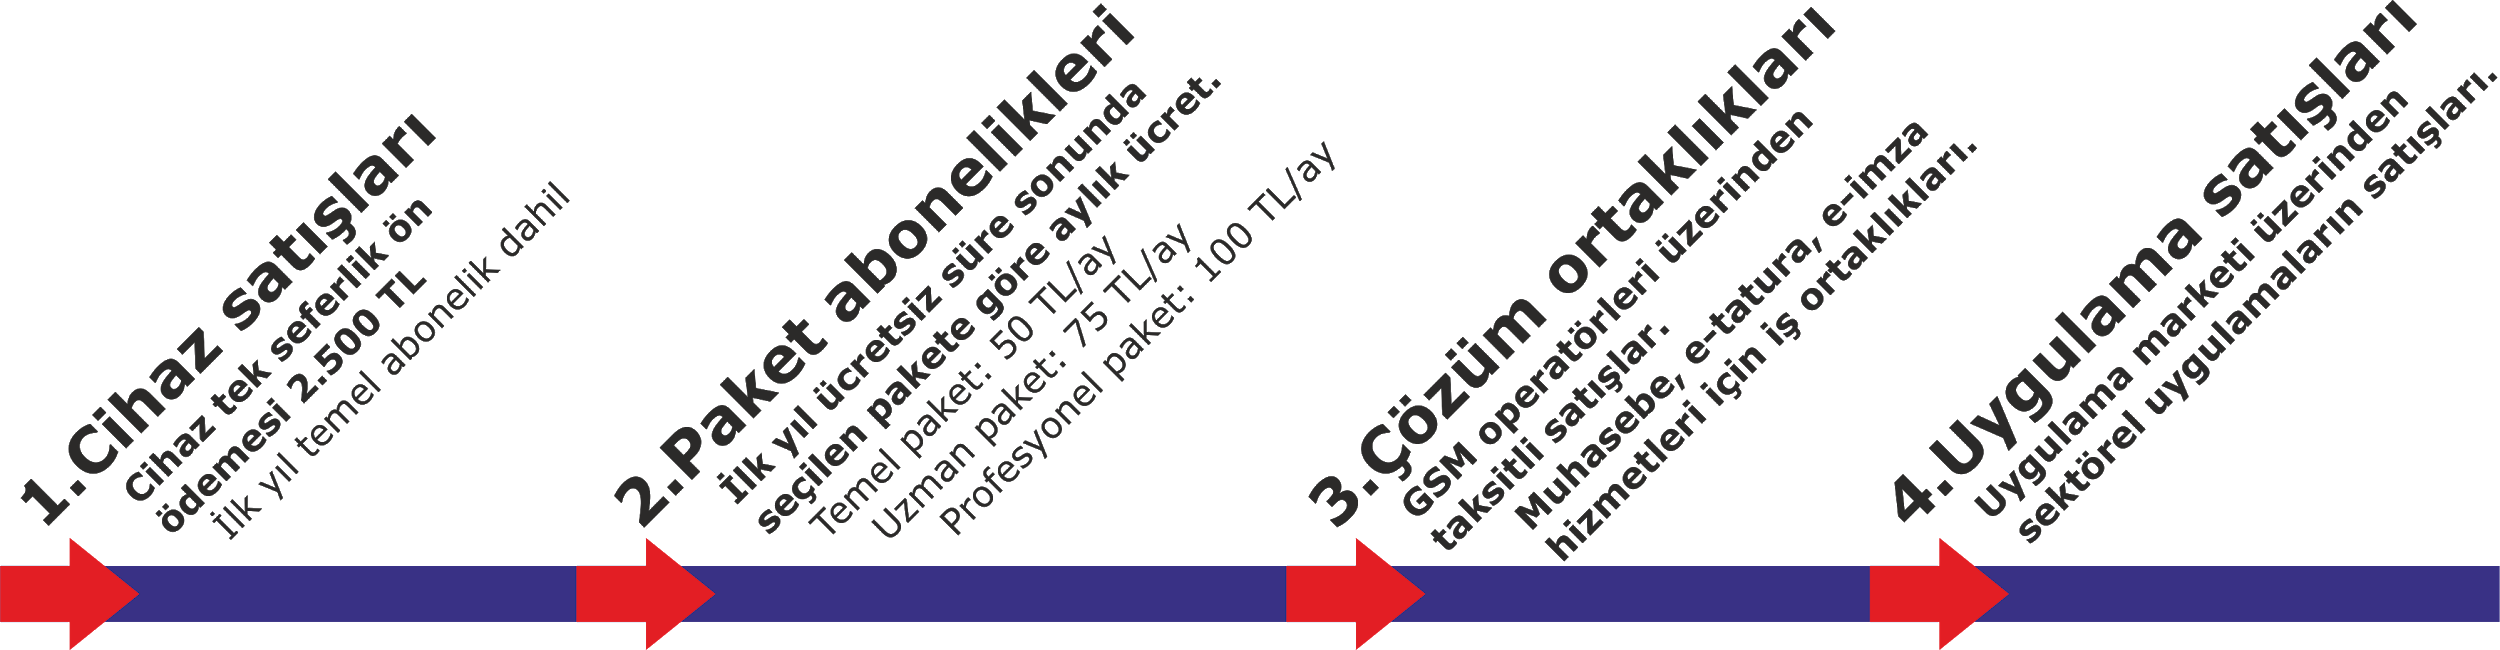 1. Cihaz satışları
Cihaz tek seferlik ön
ödemesi 2.500 TL
İlk yıl temel abonelik dahil
2. Paket abonelikleri
İlk yıl ücretsiz süre sonunda
seçilen pakete göre aylık ücret.
Temel paket: 50 TL/ay
Uzman paket: 75 TL/ay
Profesyonel paket: 100 TL/ay
3. Çözüm ortaklıkları
GSM operatörleri üzerinden
taksitli satışlar.
Muhasebe, e-fatura, e-imza
hizmetleri için iş ortaklıkları.
4. Uygulama Satışları
Uygulama marketi üzerinden
sektörel uygulamaların satışları.